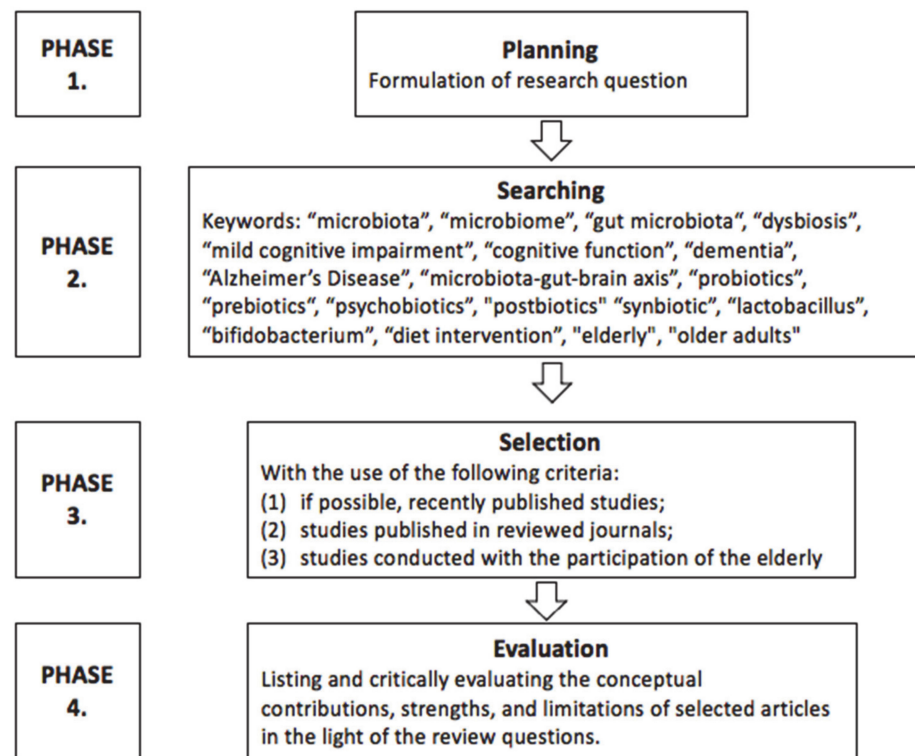 PHASE
1.
Planning
Formulation of research question
PHASE
2.
Searching
Keywords: “microbiota”, “microbiome”, “gut microbiota“, “dysbiosis”,
“mild cognitive impairment”, “cognitive function”, “dementia”,
“Alzheimer’s Disease”, “microbiota-gut-brain axis”, “probiotics”,
“prebiotics“, “psychobiotics”, "postbiotics" “synbiotic”, “lactobacillus”,
“bifidobacterium”, “diet intervention”, "elderly", "older adults"
PHASE
3.
Selection
With the use of the following criteria:
(1) if possible, recently published studies;
(2) studies published in reviewed journals;
(3) studies conducted with the participation of the elderly
PHASE
4.
Evaluation
Listing and critically evaluating the conceptual
contributions, strengths, and limitations of selected articles
in the light of the review questions.